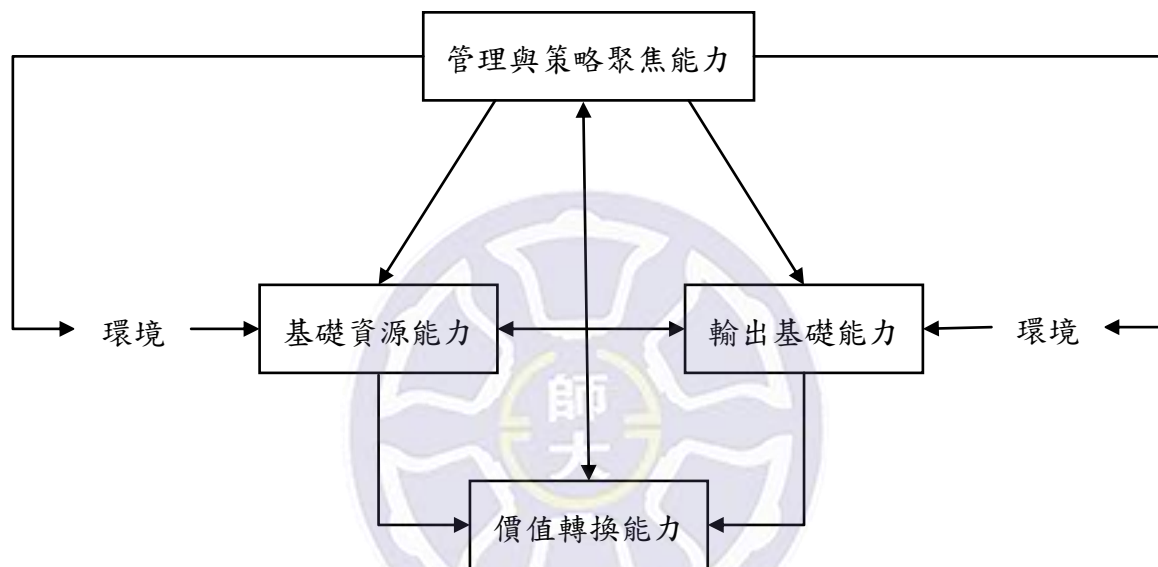 管理與策略聚焦能力
環境
基礎資源能力
輸出基礎能力
環境
師
大
價值轉換能力